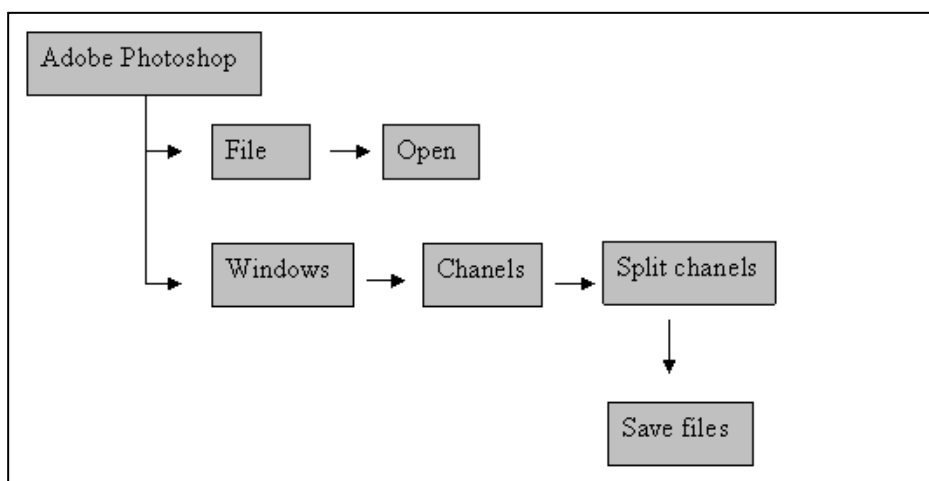 Adobe Photoshop
File
Open
Windows
Chanels
Split chanels
Save files